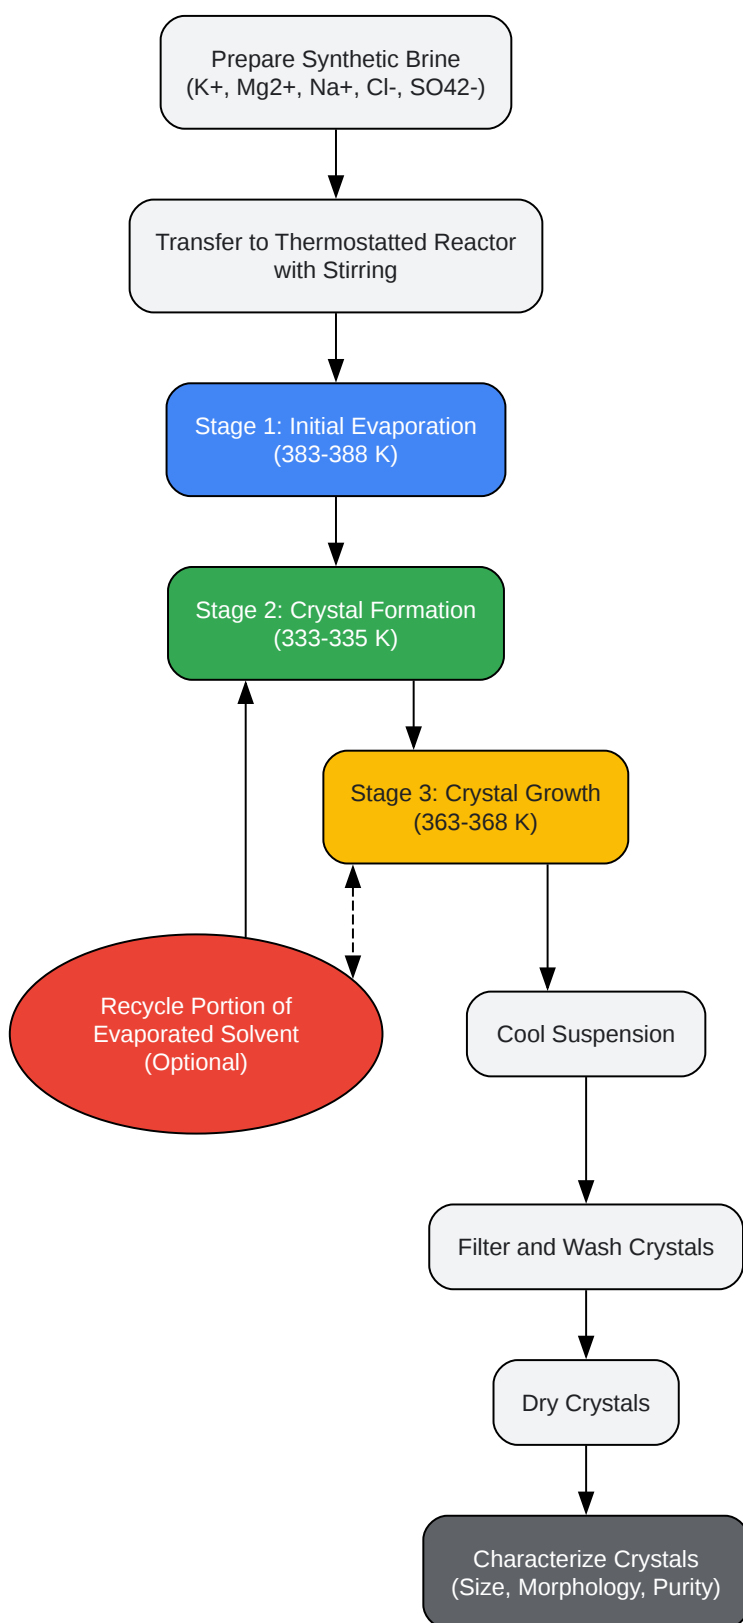 Prepare Synthetic Brine
(K+, Mg2+, Na+, Cl-, SO42-)
Transfer to Thermostatted Reactor
with Stirring
Stage 1: Initial Evaporation
(383-388 K)
Stage 2: Crystal Formation
(333-335 K)
Stage 3: Crystal Growth
(363-368 K)
Recycle Portion of
Evaporated Solvent
(Optional)
Cool Suspension
Filter and Wash Crystals
Dry Crystals
Characterize Crystals
(Size, Morphology, Purity)